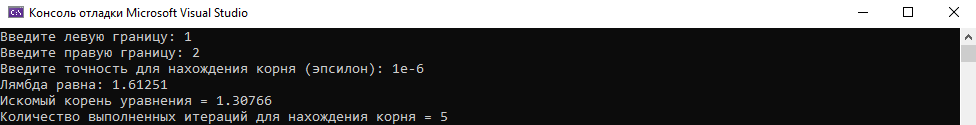 Консоль отладки Microsoft Visual Studio
Введите левую границу: 1
Введите правую границу: 2
Введите точность для нахождения корня (эпсилон): 1e-6
Лямбда равна: 1.61251
Искомый корень уравнения = 1.30766
Количество выполненных итераций для нахождения корня = 5